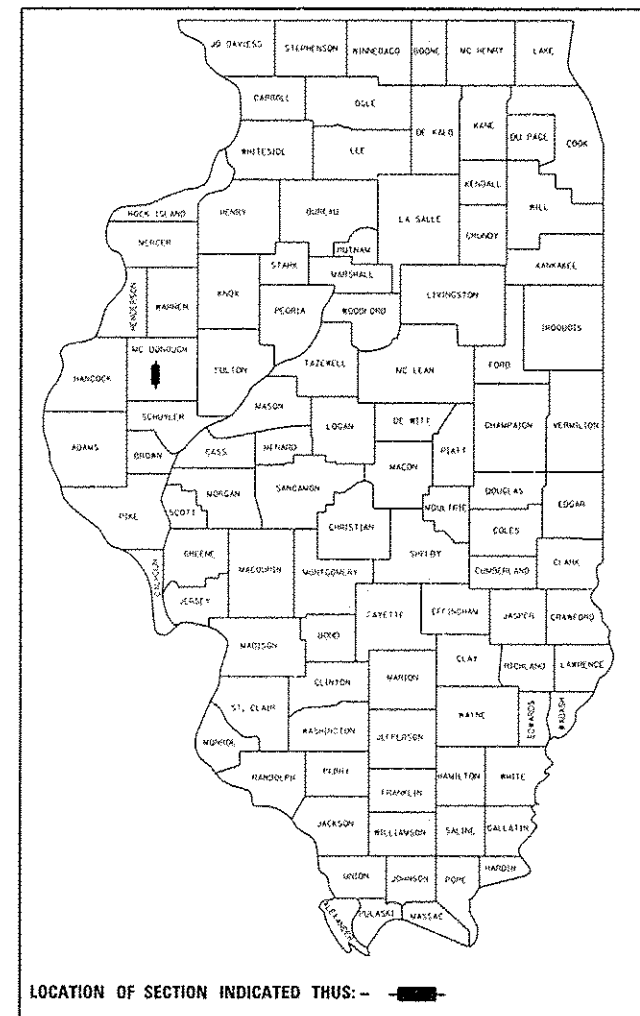 JO DAVIESS STEPHENSON WINNEBAGO BOONE MC HENRY LAKE
CARROLL OGLE
DE KALB KANE DU PAGE COOK
WHITESIDE LEE
KENDALL WILL
ROCK ISLAND HENRY BUREAU LA SALLE GRUNDY
MERCER PUTNAM KANKAKEE
STARK MARSHALL
HENDERSON WARREN KNOX PEORIA WOODFORD LIVINGSTON IROQUOIS
MC DONOUGH FULTON TAZEWELL MC LEAN FORD
HANCOCK
SCHUYLER MASON LOGAN DE WITT CHAMPAIGN VERMILION
ADAMS BROWN CASS MENARD MACON PIATT
MORGAN SANGAMON DOUGLAS EDGAR
PIKE SCOTT CHRISTIAN MOULTRIE COLES
GREENE MACOUPIN MONTGOMERY SHELBY CUMBERLAND CLARK
CALHOUN JERSEY FAYETTE EFFINGHAM JASPER CRAWFORD
MADISON BOND CLAY RICHLAND LAWRENCE
CLINTON MARION
ST. CLAIR WAYNE EDWARDS WABASH
MONROE WASHINGTON JEFFERSON
RANDOLPH PERRY HAMILTON WHITE
FRANKLIN
JACKSON WILLIAMSON SALINE GALLATIN
UNION JOHNSON POPE HARDIN
ALEXANDER PULASKI MASSAC
LOCATION OF SECTION INDICATED THUS: -